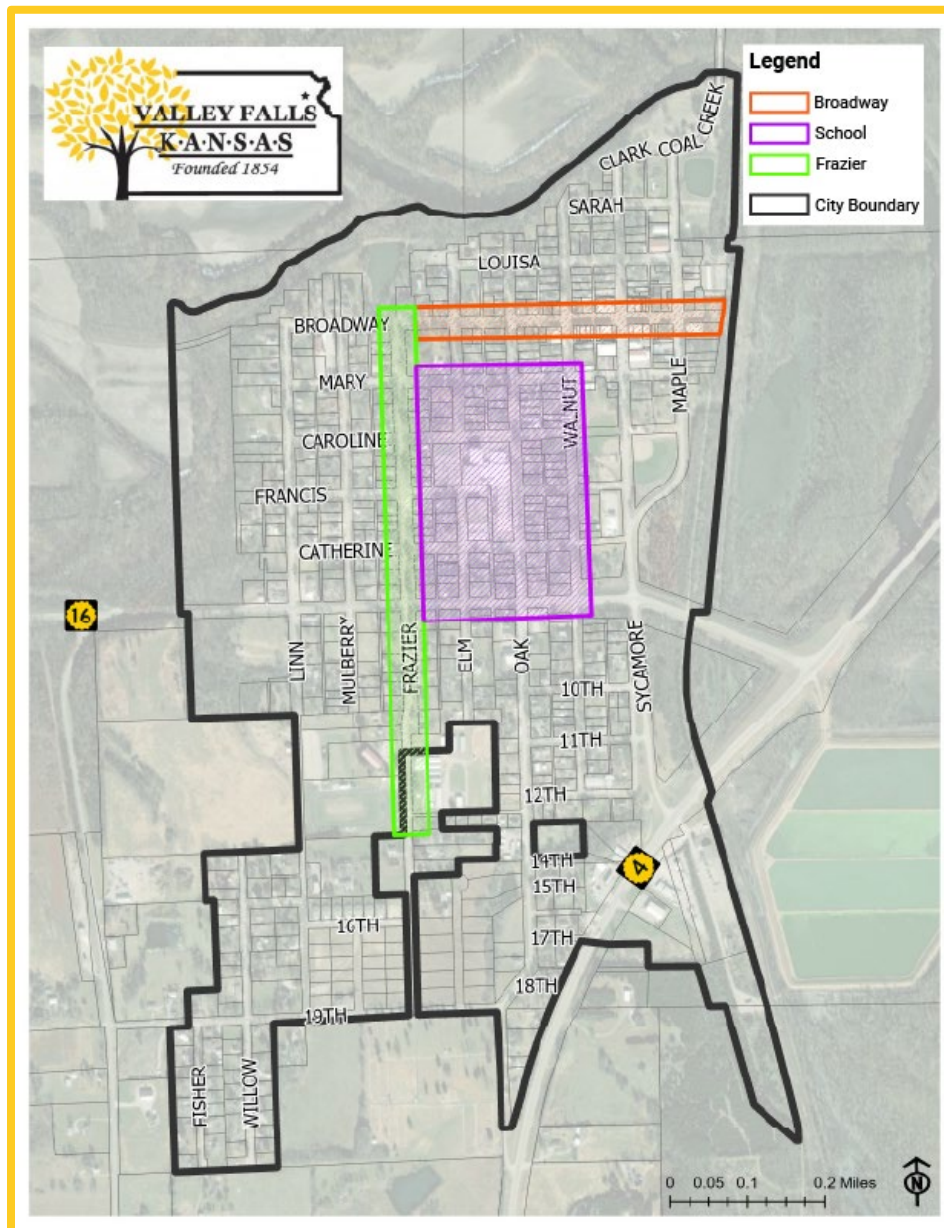 VALLEY FALLS
K·A·N·S·A·S
Founded 1854
Legend
Broadway
School
Frazier
City Boundary
CLARK COAL CREEK
SARAH
LOUISA
BROADWAY
MARY
MAPLE
WALNUT
CAROLINE
FRANCIS
CATHERINE
16
LINN
MULBERRY
FRAZIER
ELM
OAK
SYCAMORE
10TH
11TH
12TH
14TH
4
15TH
16TH
17TH
18TH
19TH
FISHER
WILLOW
0 0.05 0.1 0.2 Miles
N